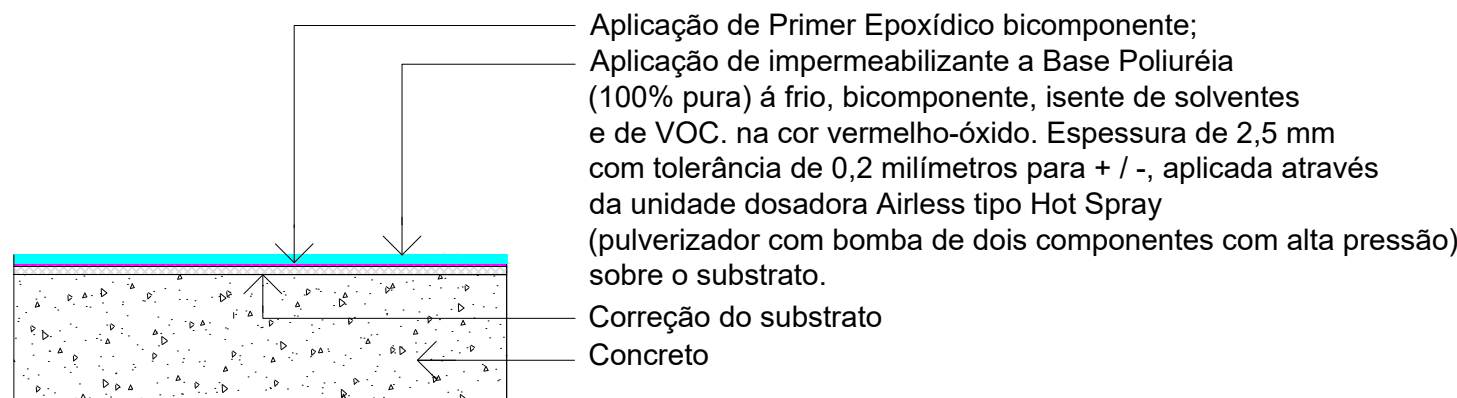 Aplicação de Primer Epoxídico bicomponente;
Aplicação de impermeabilizante a Base Poliuréia
(100% pura) á frio, bicomponente, isente de solventes
e de VOC. na cor vermelho-óxido. Espessura de 2,5 mm
com tolerância de 0,2 milímetros para + / -, aplicada através
da unidade dosadora Airless tipo Hot Spray
(pulverizador com bomba de dois componentes com alta pressão)
sobre o substrato.
Correção do substrato
Concreto